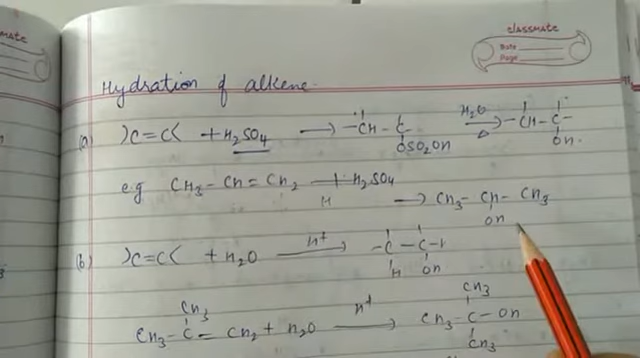 classmate
Date
Page
Hydration of alkene.
(a) >C=C< + H2SO4 → -CH-C- H2O Δ → -CH-C-
OSO2OH OH.
e.g CH3-CH=CH2 + H2SO4
H → CH3-CH-CH3
OH
(b) >C=C< + H2O H+ → -C-C-
H OH
CH3 CH3
CH3-C=CH2 + H2O H+ → CH3-C-OH
CH3